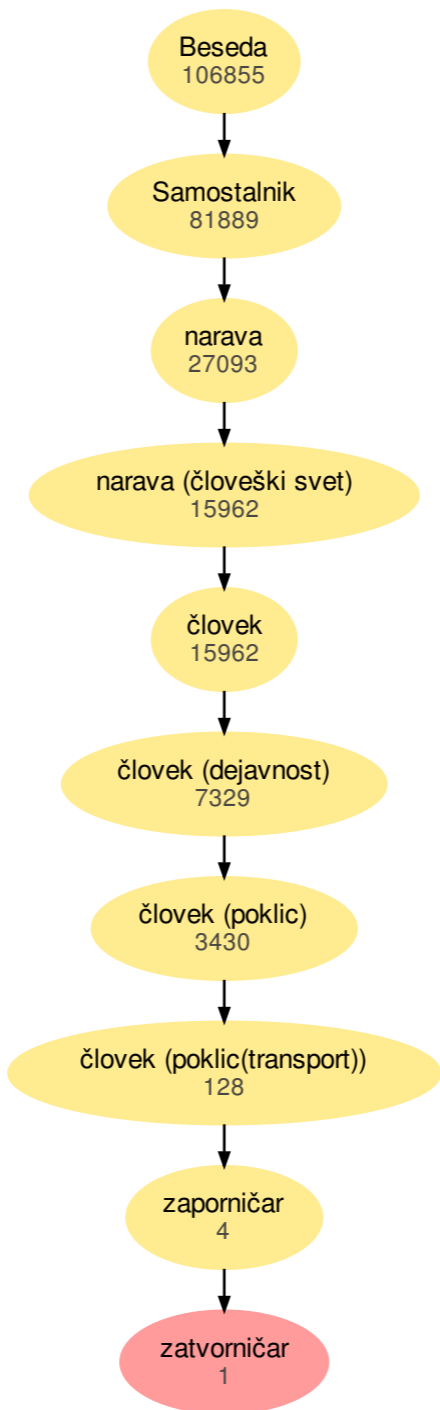 Beseda
106855
Samostalnik
81889
narava
27093
narava (človeški svet)
15962
človek
15962
človek (dejavnost)
7329
človek (poklic)
3430
človek (poklic(transport))
128
zaporničar
4
zatvorničar
1